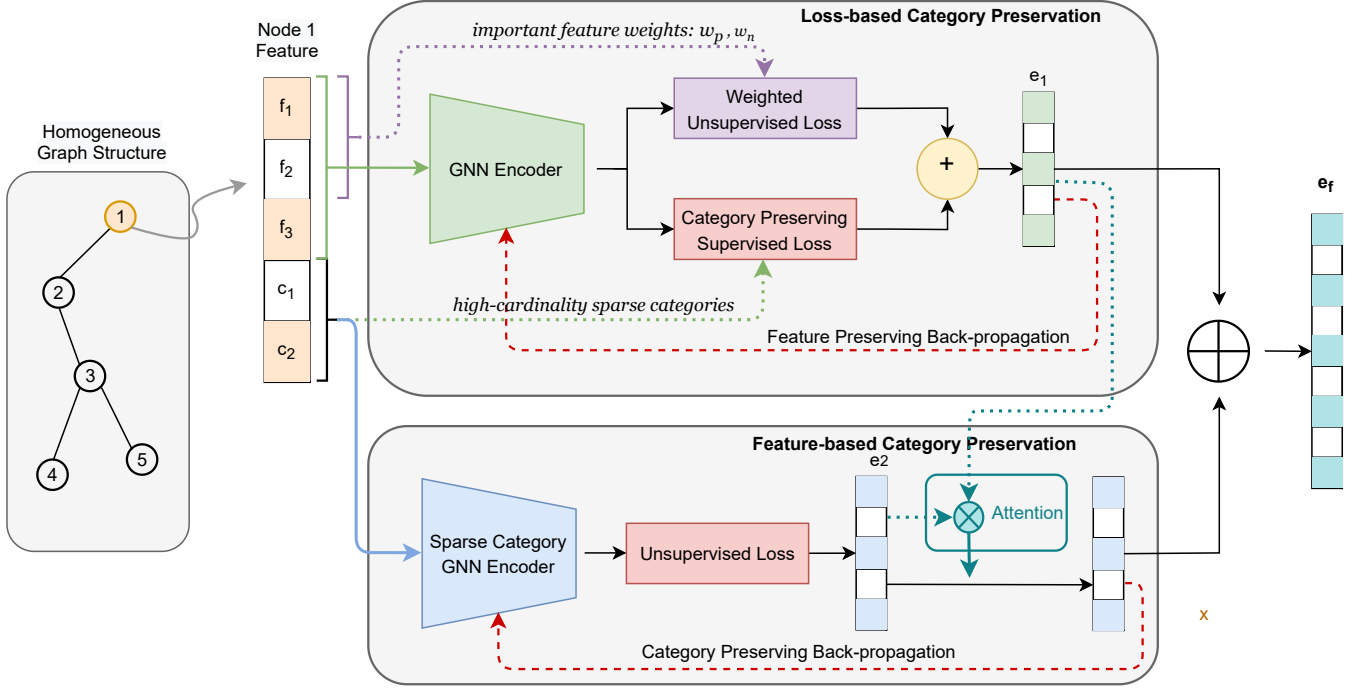 Loss-based Category Preservation
Node 1
Feature
important feature weights: w_p, w_n
f_1
f_2
f_3
c_1
c_2
Homogeneous
Graph Structure
1
2
3
4
5
GNN Encoder
Weighted
Unsupervised Loss
Category Preserving
Supervised Loss
+
e_1
high-cardinality sparse categories
Feature Preserving Back-propagation
e_f
Feature-based Category Preservation
Sparse Category
GNN Encoder
Unsupervised Loss
e2
Attention
Category Preserving Back-propagation
x